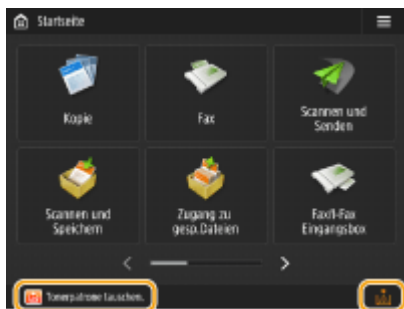 Startseite
Kopie
Fax
Scannen und
Senden
Scannen und
Speichern
Zugang zu
gesp.Dateien
Fax/I-Fax
Eingangsbox
Tonerpatrone tauschen.